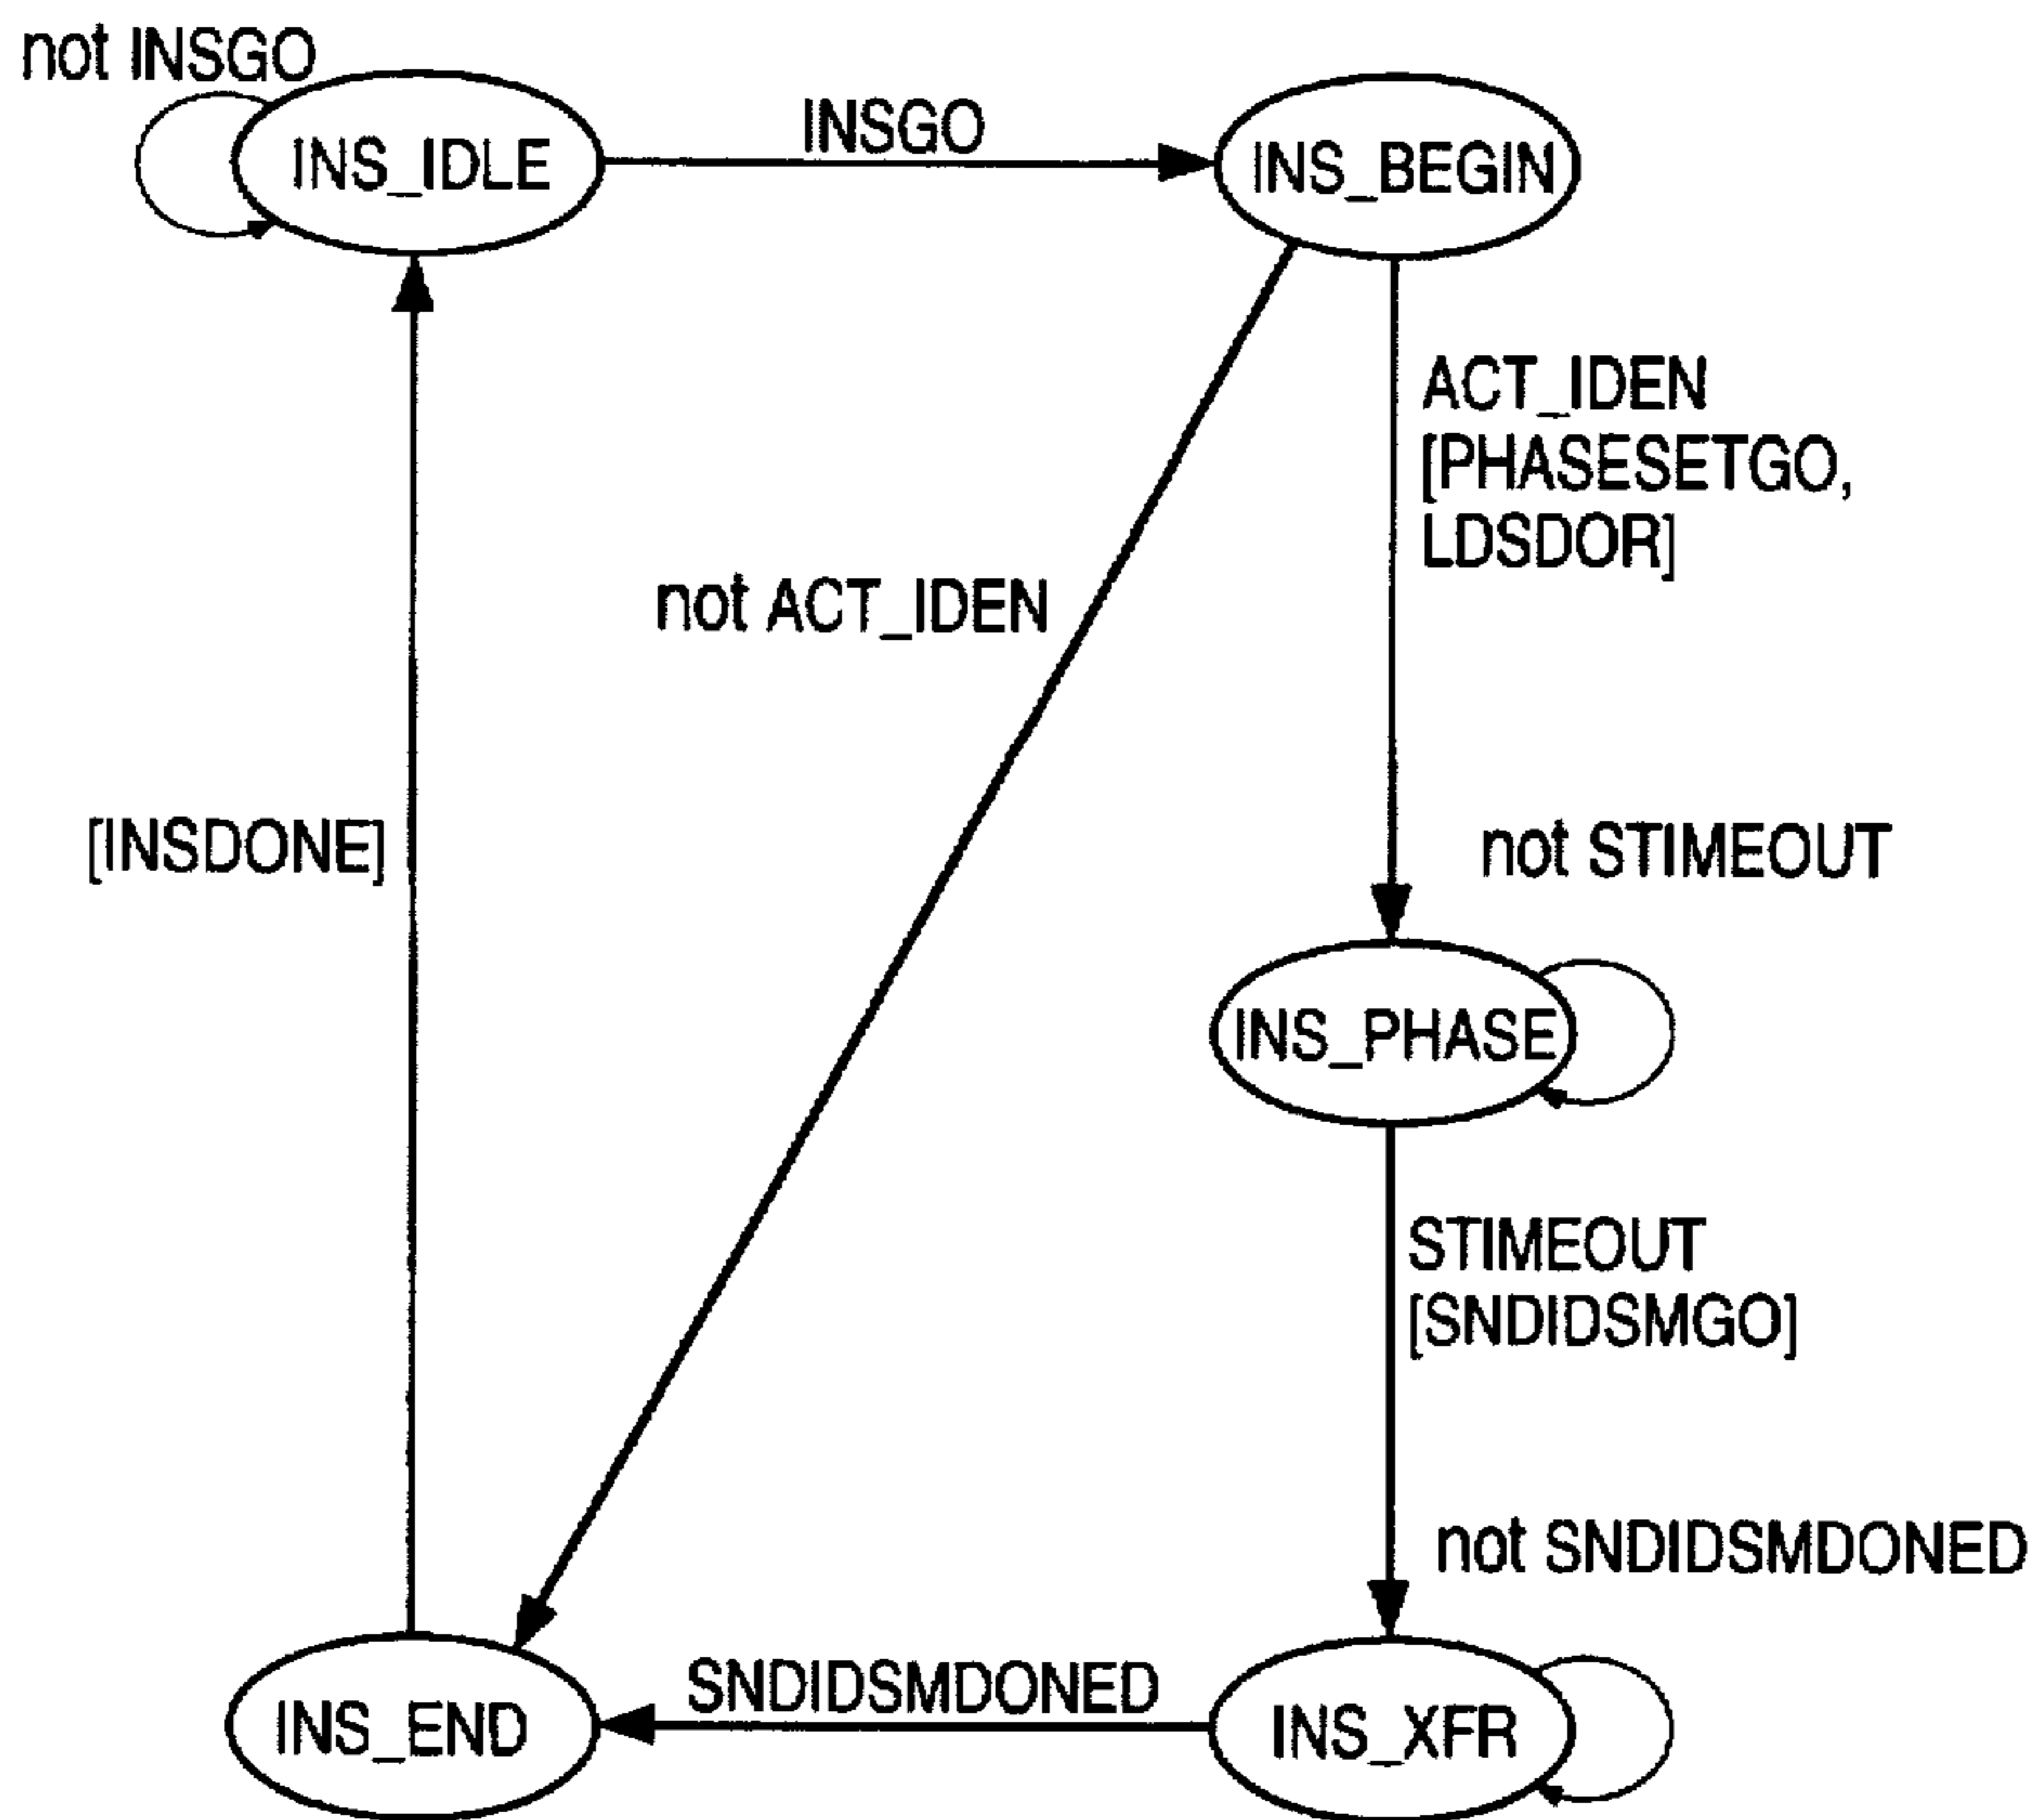 not INSGO
INS_IDLE
INSGO
INS_BEGIN
ACT_IDEN
[PHASESETGO,
LDSDOR]
not ACT_IDEN
[INSDONE]
not STIMEOUT
INS_PHASE
STIMEOUT
[SNDIDSMGO]
not SNDIDSMDONED
INS_END
SNDIDSMDONED
INS_XFR